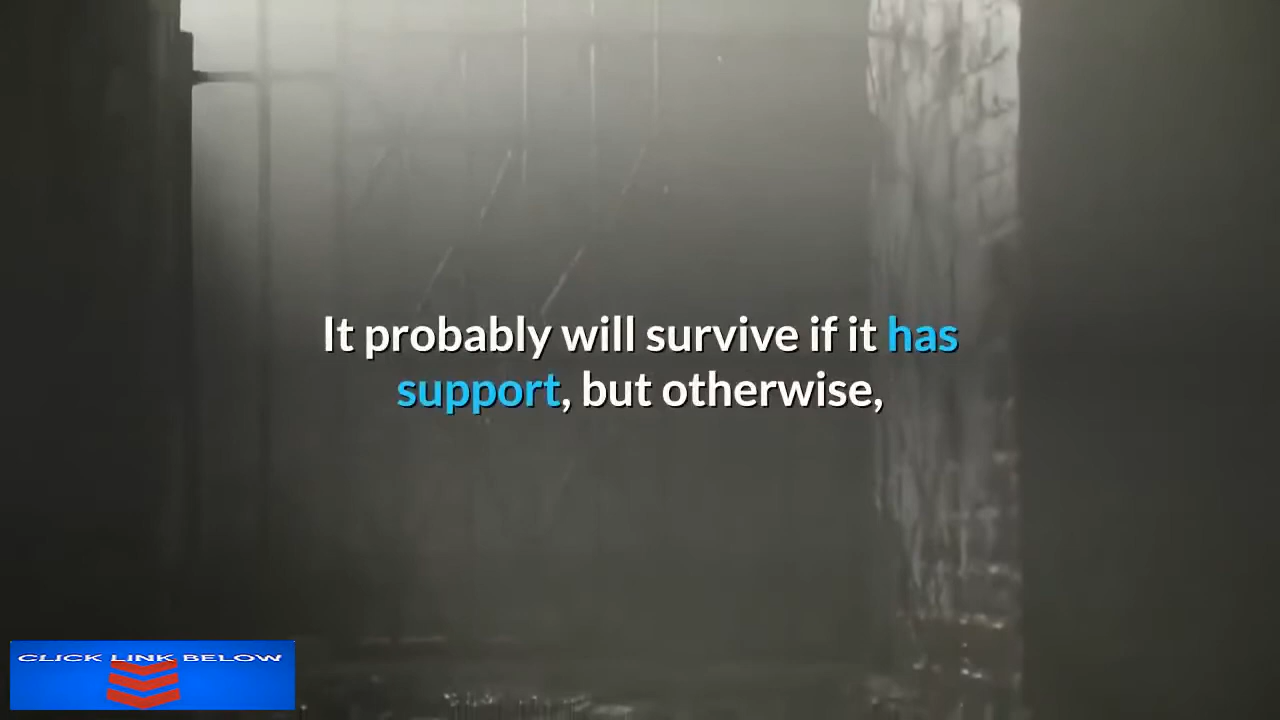 It probably will survive if it has
support, but otherwise,
CLICK LINK BELOW